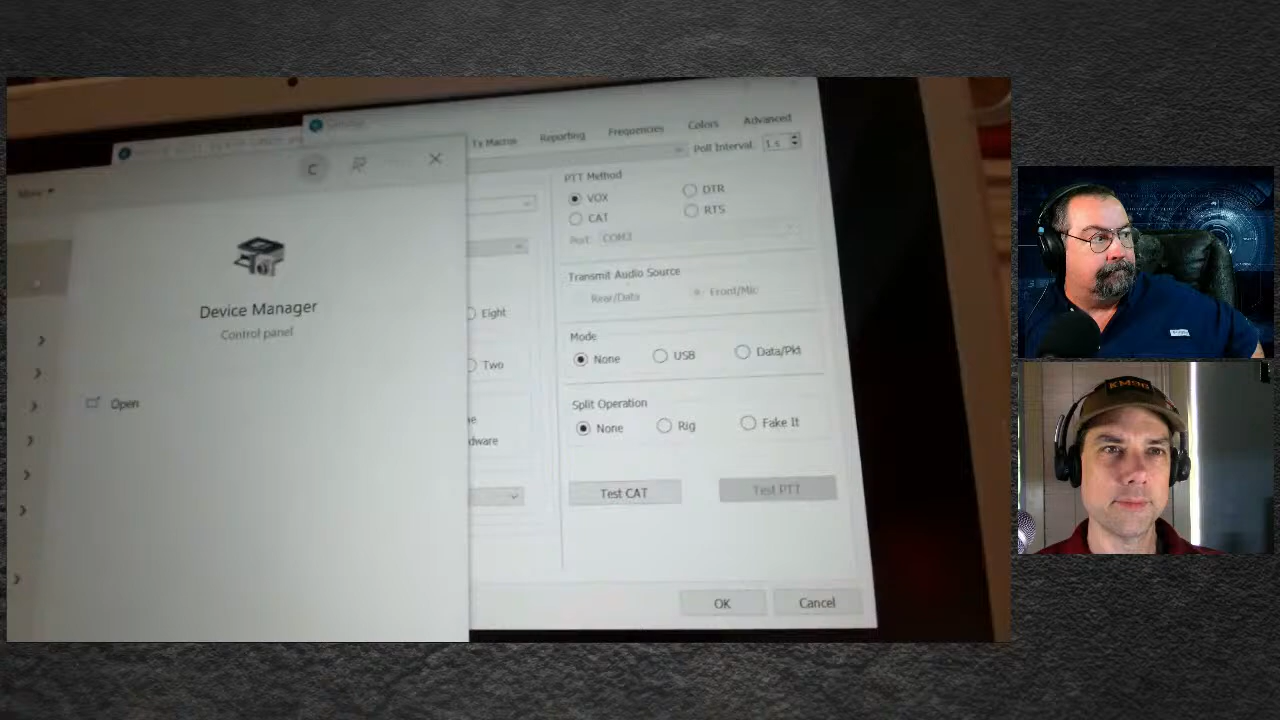 Tx Macros Reporting Frequencies Colors Advanced
Poll Interval: 1 s
PTT Method
VOX DTR
CAT RTS
Port: COM3
Transmit Audio Source
Rear/Data Front/Mic
Mode
None USB Data/Pkt
Split Operation
None Rig Fake It
Test CAT Test PTT
OK Cancel
Eight
Two
dware
C
Device Manager
Control panel
Open